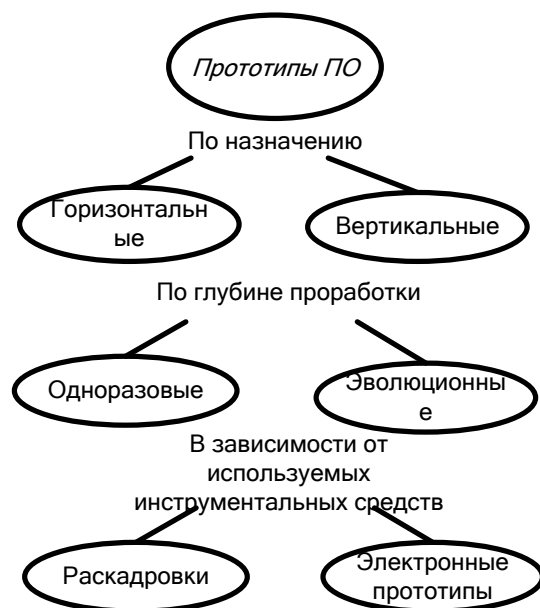 Прототипы ПО
По назначению
Горизонтальн
ые
Вертикальные
По глубине проработки
Одноразовые
Эволюционны
е
В зависимости от
используемых
инструментальных средств
Раскадровки
Электронные
прототипы